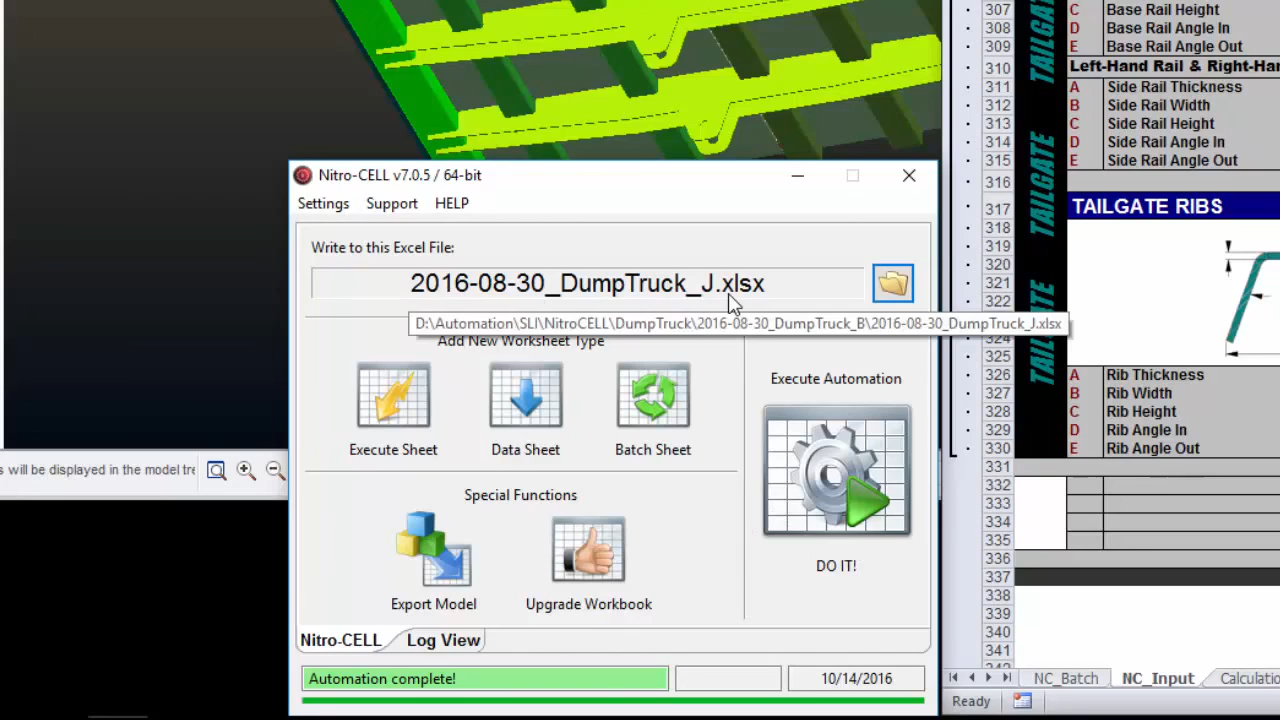 Nitro-CELL v7.0.5 / 64-bit
Settings Support HELP
Write to this Excel File:
2016-08-30_DumpTruck_J.xlsx
D:\Automation\SLI\NitroCELL\DumpTruck\2016-08-30_DumpTruck_B\2016-08-30_DumpTruck_J.xlsx
Add New Worksheet Type
Execute Sheet
Data Sheet
Batch Sheet
Execute Automation
DO IT!
Special Functions
Export Model
Upgrade Workbook
Nitro-CELL
Log View
Automation complete!
10/14/2016
s will be displayed in the model tre
307 C Base Rail Height
308 D Base Rail Angle In
309 E Base Rail Angle Out
310 Left-Hand Rail & Right-Han
311 A Side Rail Thickness
312 B Side Rail Width
313 C Side Rail Height
314 D Side Rail Angle In
315 E Side Rail Angle Out
316
317 TAILGATE RIBS
318
319
320
321
322
324
325
326 A Rib Thickness
327 B Rib Width
328 C Rib Height
329 D Rib Angle In
330 E Rib Angle Out
331
332
333
334
335
336
337
338
339
340
341
TAILGATE
TAILGATE
TAILGATE
NC_Batch NC_Input Calculatio
Ready